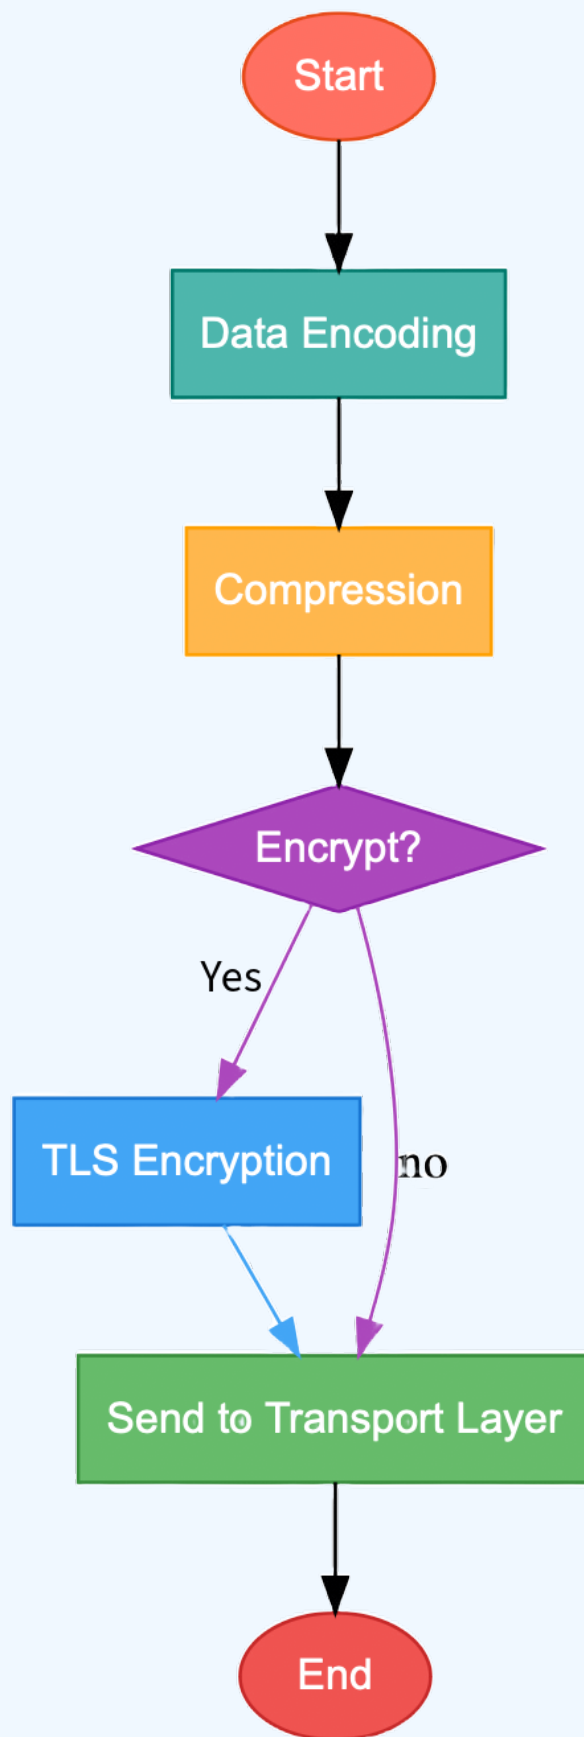 Start
Data Encoding
Compression
Encrypt?
Yes
TLS Encryption
no
Send to Transport Layer
End